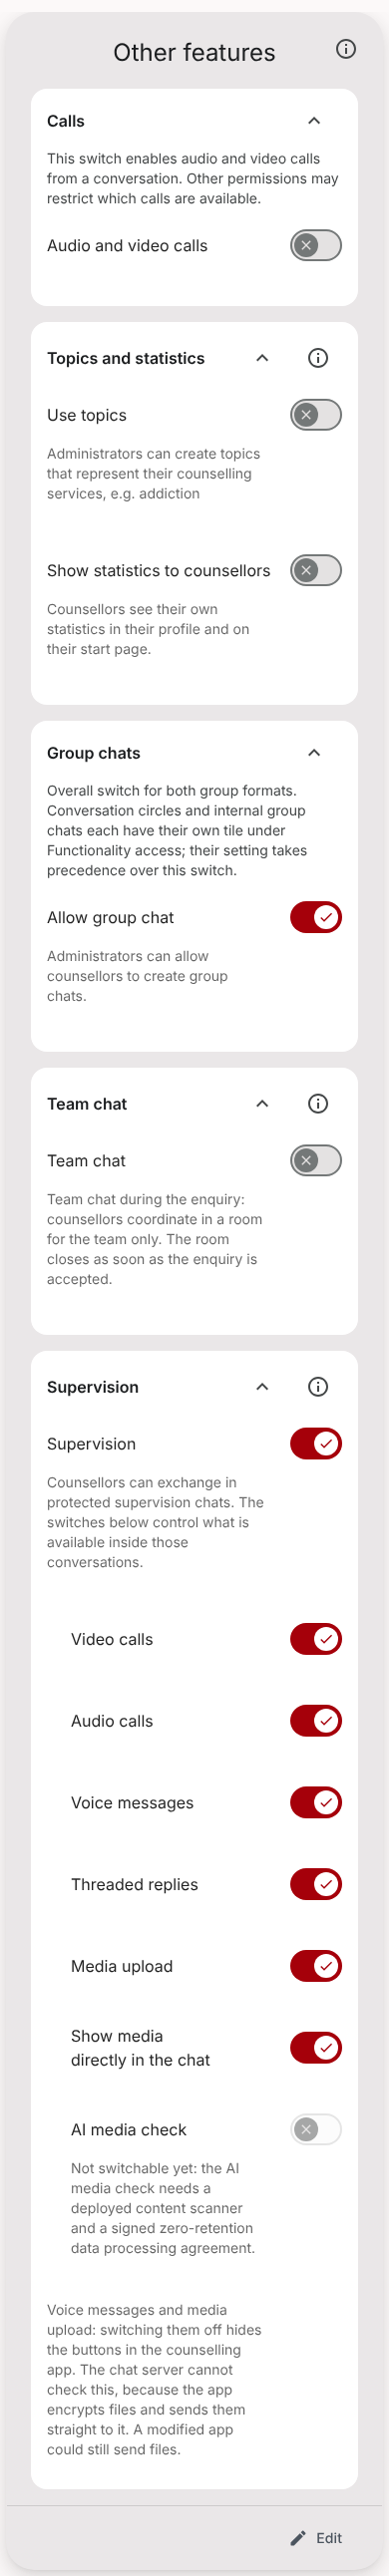 Other features
Calls
This switch enables audio and video calls
from a conversation. Other permissions may
restrict which calls are available.
Audio and video calls
Topics and statistics
Use topics
Administrators can create topics
that represent their counselling
services, e.g. addiction
Show statistics to counsellors
Counsellors see their own
statistics in their profile and on
their start page.
Group chats
Overall switch for both group formats.
Conversation circles and internal group
chats each have their own tile under
Functionality access; their setting takes
precedence over this switch.
Allow group chat
Administrators can allow
counsellors to create group
chats.
Team chat
Team chat
Team chat during the enquiry:
counsellors coordinate in a room
for the team only. The room
closes as soon as the enquiry is
accepted.
Supervision
Supervision
Counsellors can exchange in
protected supervision chats. The
switches below control what is
available inside those
conversations.
Video calls
Audio calls
Voice messages
Threaded replies
Media upload
Show media
directly in the chat
AI media check
Not switchable yet: the AI
media check needs a
deployed content scanner
and a signed zero-retention
data processing agreement.
Voice messages and media
upload: switching them off hides
the buttons in the counselling
app. The chat server cannot
check this, because the app
encrypts files and sends them
straight to it. A modified app
could still send files.
Edit